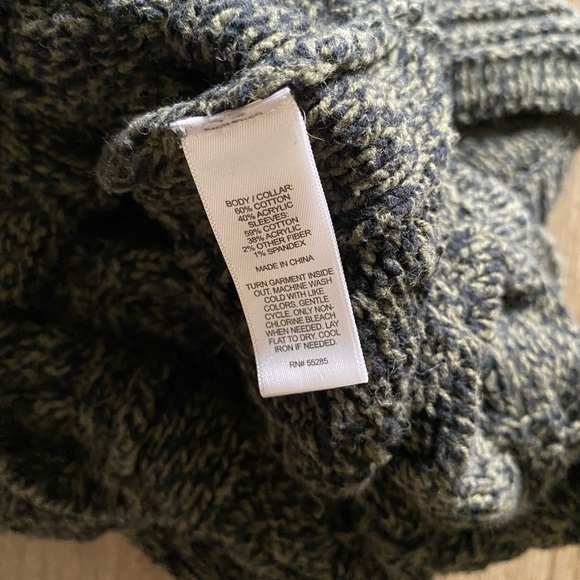 BODY / COLLAR:
60% COTTON
40% ACRYLIC
SLEEVES:
59% COTTON
38% ACRYLIC
2% OTHER FIBER
1% SPANDEX
MADE IN CHINA
TURN GARMENT INSIDE
OUT. MACHINE WASH
COLD WITH LIKE
COLORS. GENTLE
CYCLE. ONLY NON-
CHLORINE BLEACH
WHEN NEEDED. LAY
FLAT TO DRY. COOL
IRON IF NEEDED.
RN# 55285